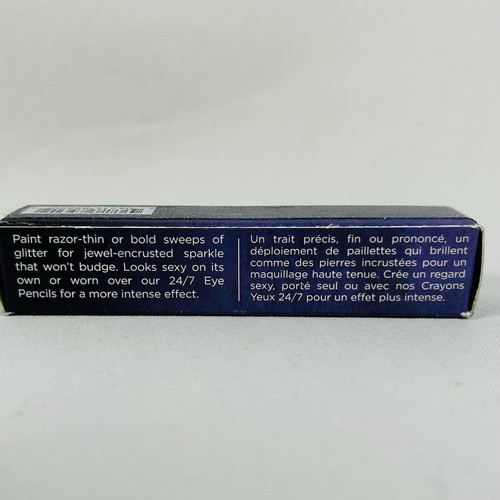 Paint razor-thin or bold sweeps of
glitter for jewel-encrusted sparkle
that won't budge. Looks sexy on its
own or worn over our 24/7 Eye
Pencils for a more intense effect.
Un trait précis, fin ou prononcé, un
déploiement de paillettes qui brillent
comme des pierres incrustées pour un
maquillage haute tenue. Crée un regard
sexy, porté seul ou avec nos Crayons
Yeux 24/7 pour un effet plus intense.